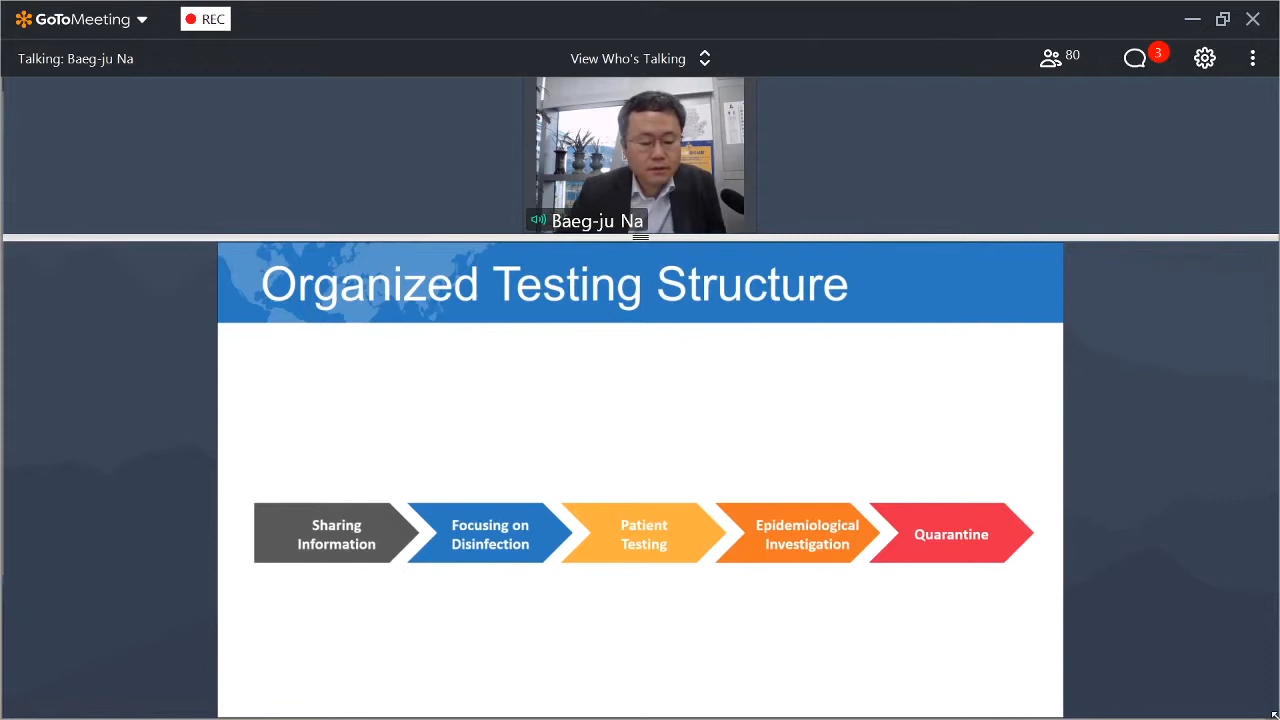 GoToMeeting
REC
Talking: Baeg-ju Na
View Who's Talking
80
3
Baeg-ju Na
Organized Testing Structure
Sharing
Information
Focusing on
Disinfection
Patient
Testing
Epidemiological
Investigation
Quarantine